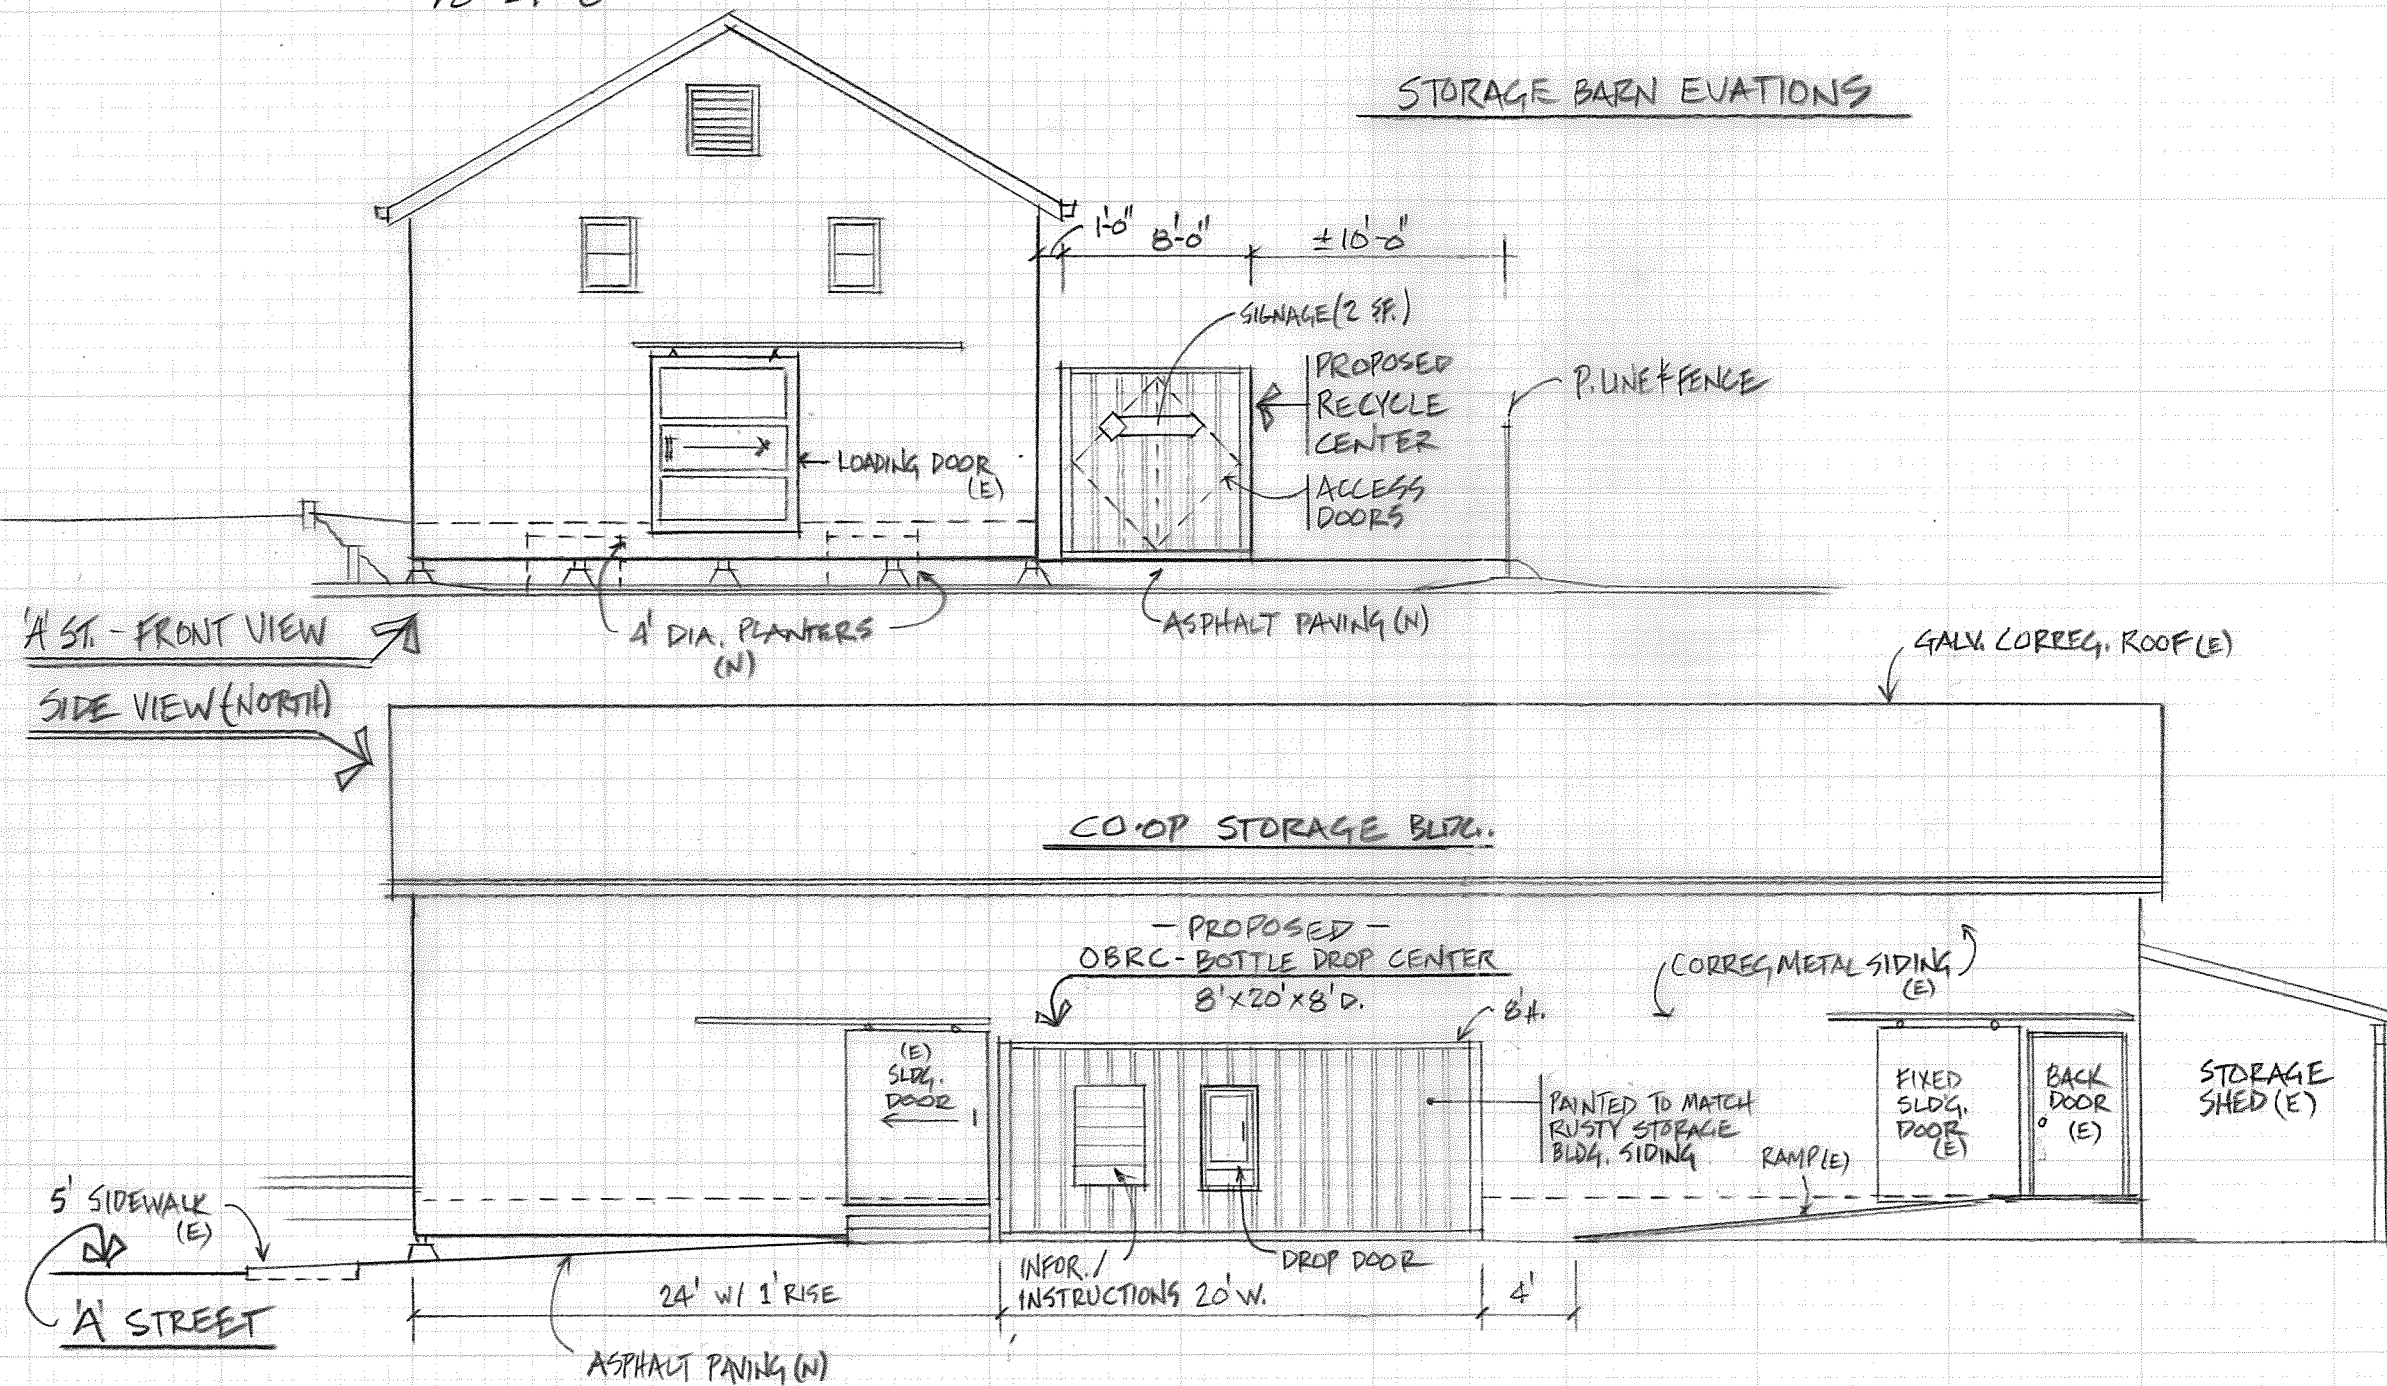 STORAGE BARN EVATIONS
1'-0"
8'-0"
±10'-0"
SIGNAGE (2 SF.)
PROPOSED
RECYCLE
CENTER
P. LINE & FENCE
LOADING DOOR
(E)
ACCESS
DOORS
'A' ST. - FRONT VIEW
4' DIA. PLANTERS
(N)
ASPHALT PAVING (N)
GALV. CORREG. ROOF (E)
SIDE VIEW (NORTH)
CO-OP STORAGE BLDG.
- PROPOSED -
OBRC - BOTTLE DROP CENTER
8' x 20' x 8' D.
8' H.
CORREG METAL SIDING
(E)
(E)
SLDG.
DOOR
FIXED
SLDG.
DOOR
(E)
BACK
DOOR
(E)
STORAGE
SHED (E)
PAINTED TO MATCH
RUSTY STORAGE
BLDG. SIDING
RAMP (E)
5' SIDEWALK
(E)
INFOR. /
INSTRUCTIONS
DROP DOOR
24' W/ 1' RISE
20' W.
4'
'A' STREET
ASPHALT PAVING (N)